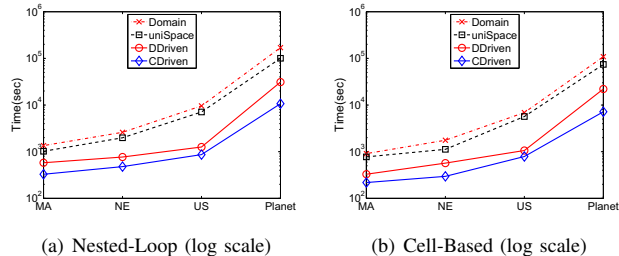 10^6
10^5
10^4
10^3
10^2
Time(sec)
Domain
uniSpace
DDriven
CDriven
MA NE US Planet
(a) Nested-Loop (log scale)
10^6
10^5
10^4
10^3
10^2
Time(sec)
Domain
uniSpace
DDriven
CDriven
MA NE US Planet
(b) Cell-Based (log scale)